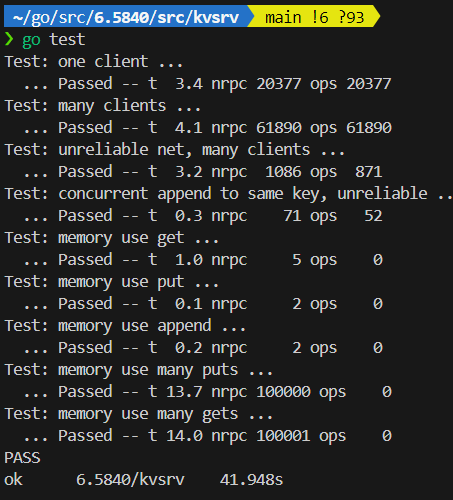 ~/go/src/6.5840/src/kvsrv main !6 ?93
❯ go test
Test: one client ...
  ... Passed -- t  3.4 nrpc 20377 ops 20377
Test: many clients ...
  ... Passed -- t  4.1 nrpc 61890 ops 61890
Test: unreliable net, many clients ...
  ... Passed -- t  3.2 nrpc  1086 ops  871
Test: concurrent append to same key, unreliable ..
  ... Passed -- t  0.3 nrpc    71 ops   52
Test: memory use get ...
  ... Passed -- t  1.0 nrpc     5 ops    0
Test: memory use put ...
  ... Passed -- t  0.1 nrpc     2 ops    0
Test: memory use append ...
  ... Passed -- t  0.2 nrpc     2 ops    0
Test: memory use many puts ...
  ... Passed -- t 13.7 nrpc 100000 ops    0
Test: memory use many gets ...
  ... Passed -- t 14.0 nrpc 100001 ops    0
PASS
ok      6.5840/kvsrv    41.948s